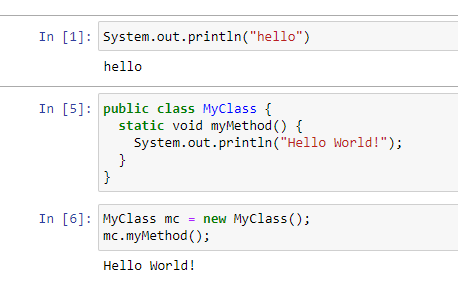 In [1]: System.out.println("hello")
hello
In [5]: public class MyClass {
  static void myMethod() {
    System.out.println("Hello World!");
  }
}
In [6]: MyClass mc = new MyClass();
mc.myMethod();
Hello World!